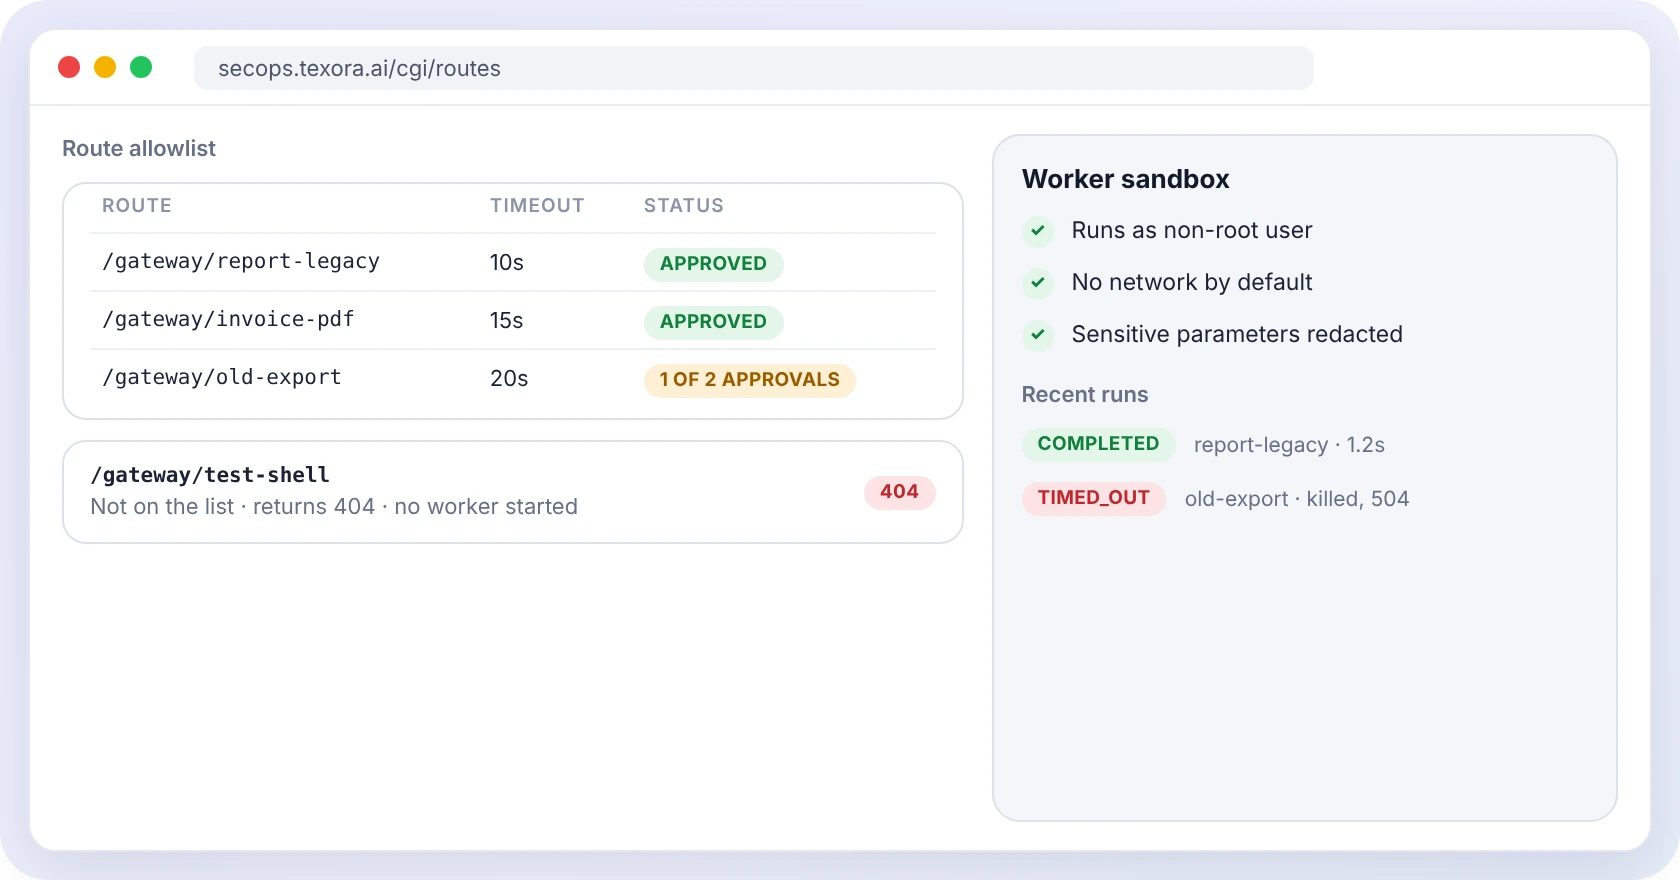 secops.texora.ai/cgi/routes
Route allowlist
ROUTE TIMEOUT STATUS
/gateway/report-legacy 10s APPROVED
/gateway/invoice-pdf 15s APPROVED
/gateway/old-export 20s 1 OF 2 APPROVALS
/gateway/test-shell
Not on the list · returns 404 · no worker started
404
Worker sandbox
Runs as non-root user
No network by default
Sensitive parameters redacted
Recent runs
COMPLETED report-legacy · 1.2s
TIMED_OUT old-export · killed, 504